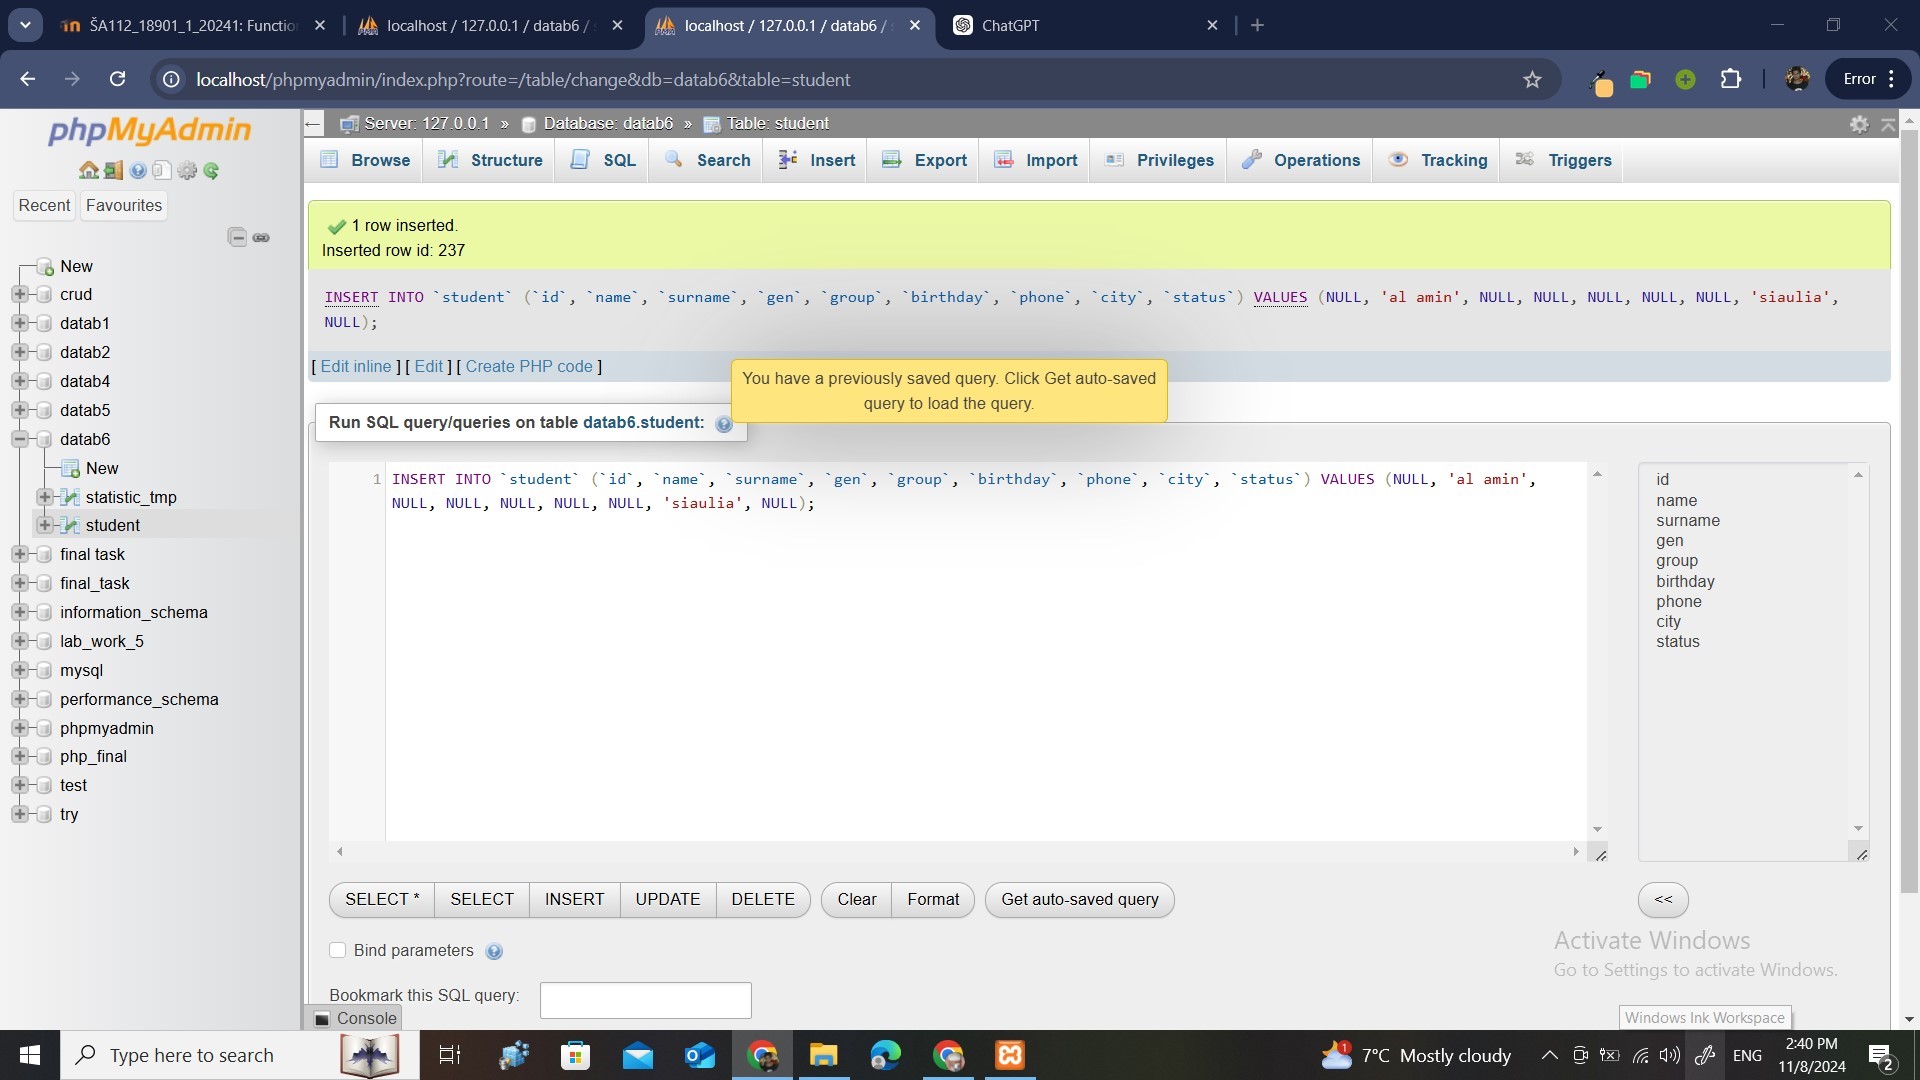 ŠA112_18901_1_20241: Functio
localhost / 127.0.0.1 / datab6 /
localhost / 127.0.0.1 / datab6 /
ChatGPT
localhost/phpmyadmin/index.php?route=/table/change&db=datab6&table=student
Error
phpMyAdmin
Recent
Favourites
New
crud
datab1
datab2
datab4
datab5
datab6
New
statistic_tmp
student
final task
final_task
information_schema
lab_work_5
mysql
performance_schema
phpmyadmin
php_final
test
try
Server: 127.0.0.1 » Database: datab6 » Table: student
Browse Structure SQL Search Insert Export Import Privileges Operations Tracking Triggers
1 row inserted.
Inserted row id: 237
INSERT INTO `student` (`id`, `name`, `surname`, `gen`, `group`, `birthday`, `phone`, `city`, `status`) VALUES (NULL, 'al amin', NULL, NULL, NULL, NULL, NULL, 'siaulia',
NULL);
[ Edit inline ] [ Edit ] [ Create PHP code ]
You have a previously saved query. Click Get auto-saved
query to load the query.
Run SQL query/queries on table datab6.student:
1 INSERT INTO `student` (`id`, `name`, `surname`, `gen`, `group`, `birthday`, `phone`, `city`, `status`) VALUES (NULL, 'al amin',
NULL, NULL, NULL, NULL, NULL, 'siaulia', NULL);
id
name
surname
gen
group
birthday
phone
city
status
SELECT * SELECT INSERT UPDATE DELETE Clear Format Get auto-saved query <<
Bind parameters
Bookmark this SQL query:
Console
Activate Windows
Go to Settings to activate Windows.
Windows Ink Workspace
Type here to search
1
7°C Mostly cloudy
ENG
2:40 PM
11/8/2024
2